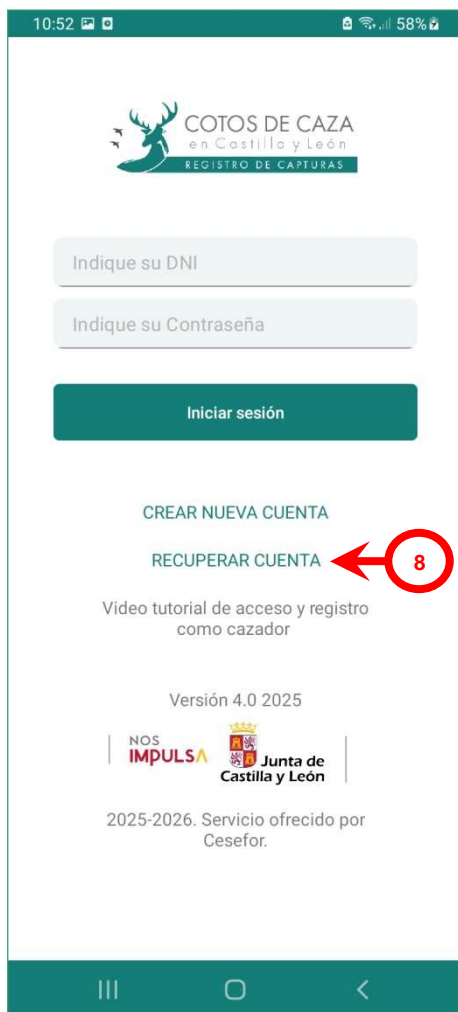 10:52 58%
COTOS DE CAZA
en Castilla y León
REGISTRO DE CAPTURAS
Indique su DNI
Indique su Contraseña
Iniciar sesión
CREAR NUEVA CUENTA
RECUPERAR CUENTA 8
Video tutorial de acceso y registro
como cazador
Versión 4.0 2025
NOS
IMPULSA
Junta de
Castilla y León
2025-2026. Servicio ofrecido por
Cesefor.